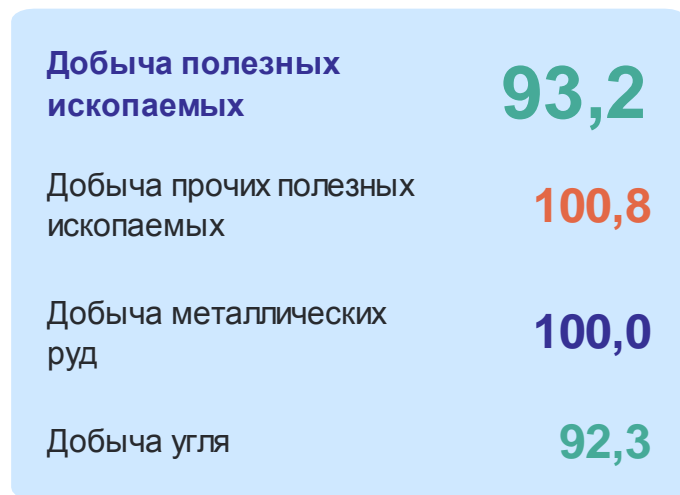 Добыча полезных
ископаемых
93,2
Добыча прочих полезных
ископаемых
100,8
Добыча металлических
руд
100,0
Добыча угля
92,3